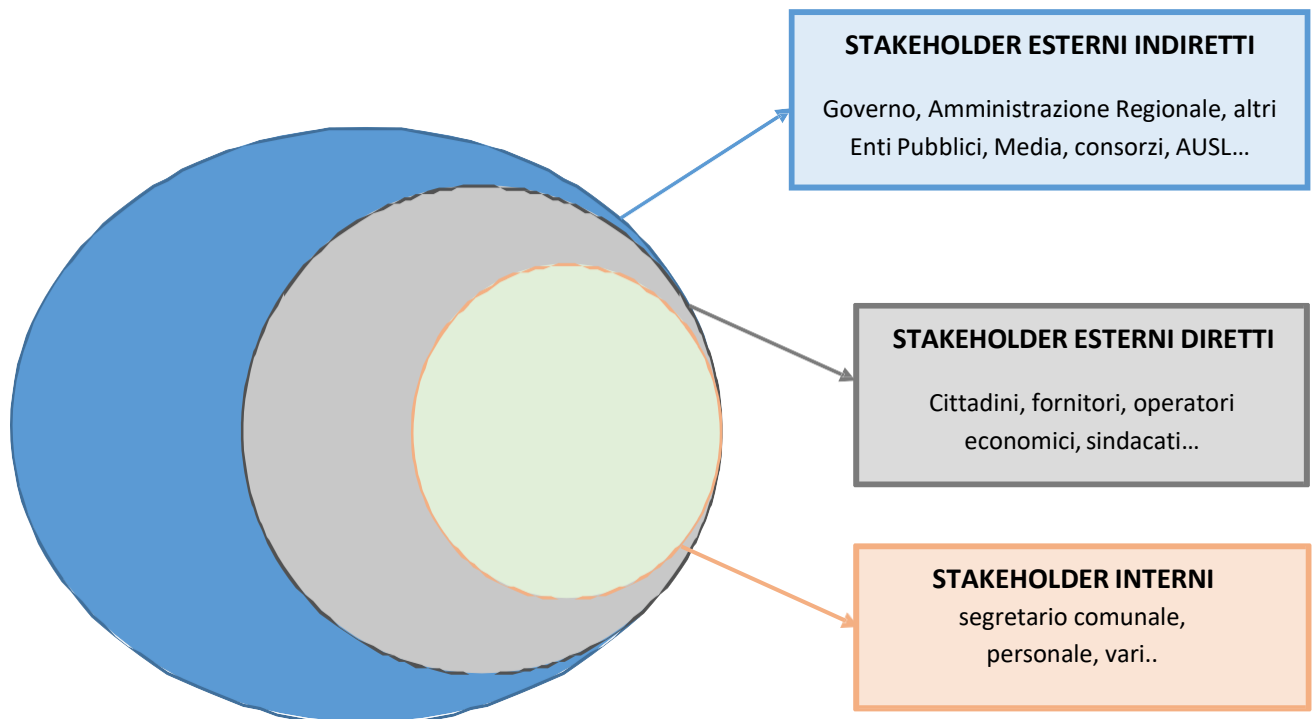 STAKEHOLDER ESTERNI INDIRETTI
Governo, Amministrazione Regionale, altri
Enti Pubblici, Media, consorzi, AUSL…
STAKEHOLDER ESTERNI DIRETTI
Cittadini, fornitori, operatori
economici, sindacati…
STAKEHOLDER INTERNI
segretario comunale,
personale, vari..